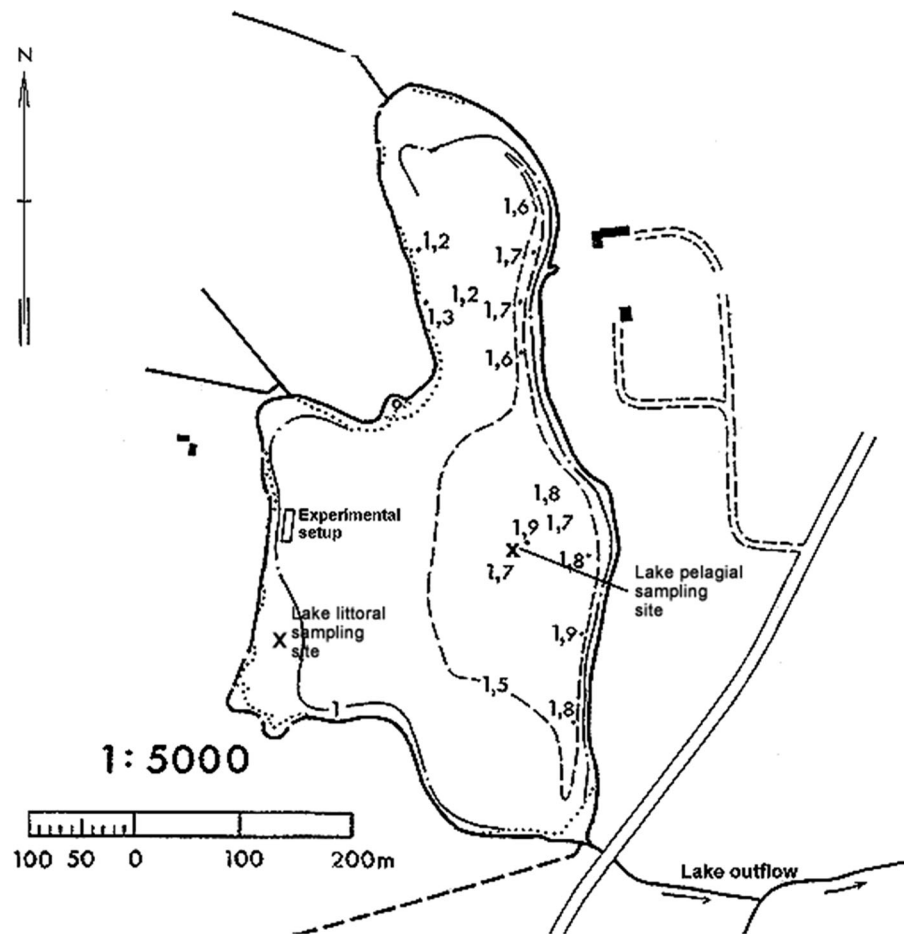 N
1,6
1,2
1,7
1,2
1,3
1,7
1,6
1,8
1,9
1,7
1,7
1,8
Experimental
setup
Lake pelagial
sampling
site
Lake littoral
sampling
site
1,9
1,5
1
1,8
1: 5000
100 50 0 100 200m
Lake outflow